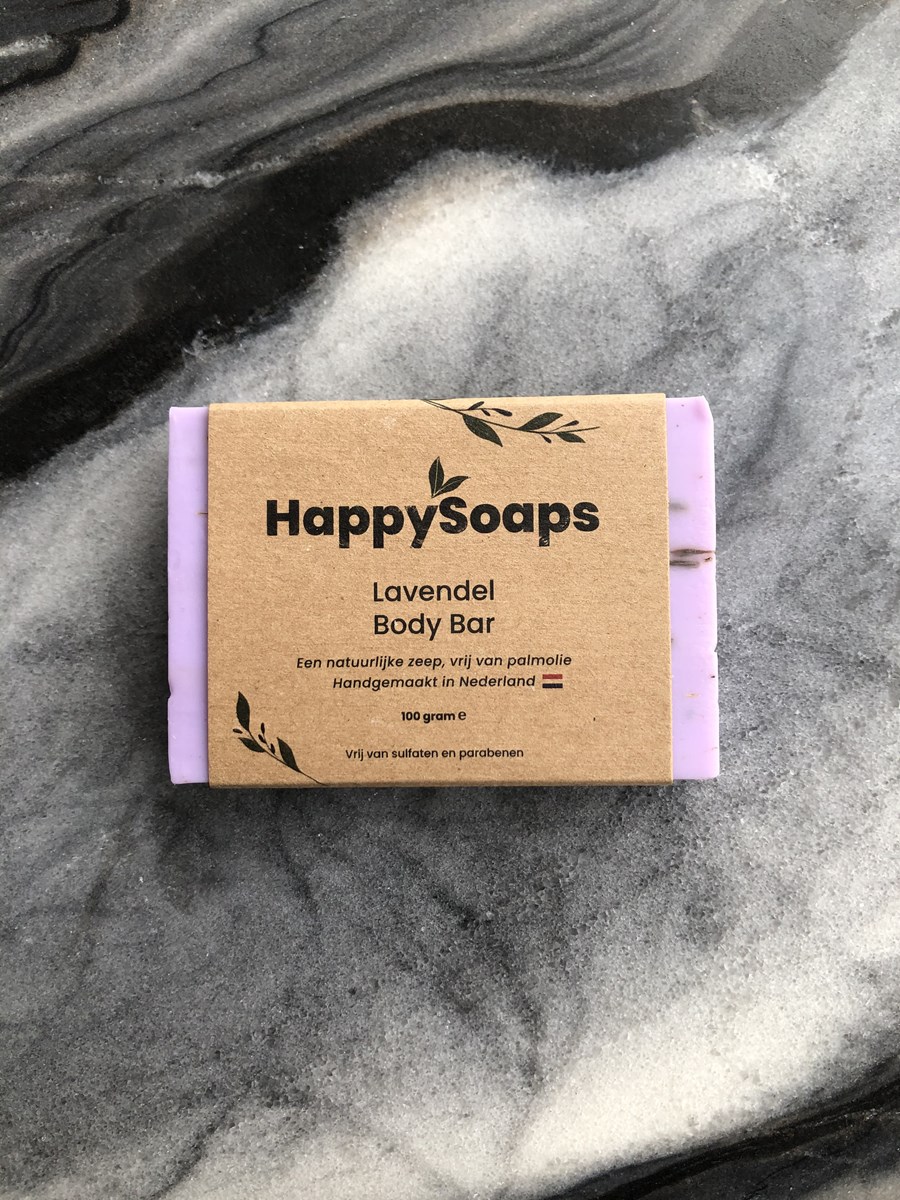 HappySoaps
Lavendel
Body Bar
Een natuurlijke zeep, vrij van palmolie
Handgemaakt in Nederland
100 gram ℮
Vrij van sulfaten en parabenen